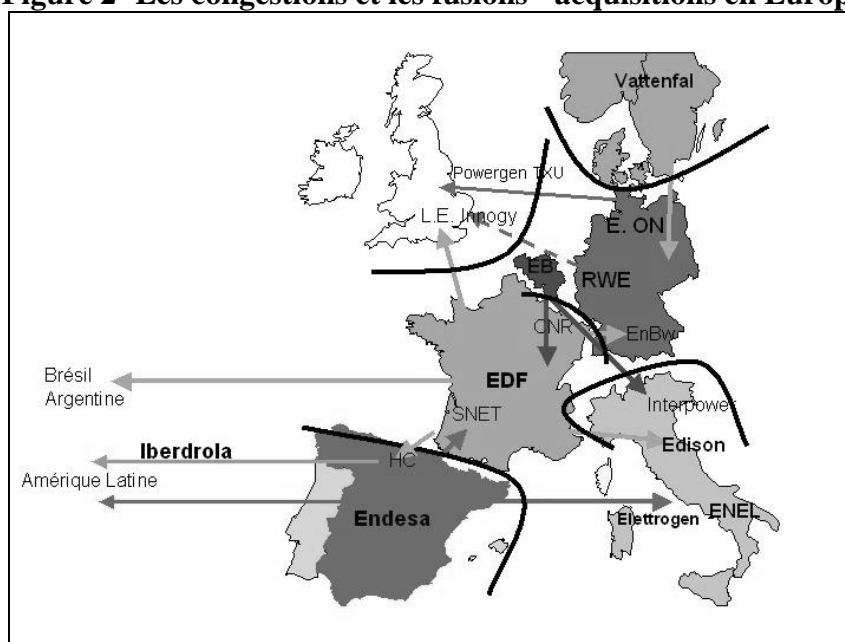 Figure 2 Les congestions et les fusions - acquisitions en Europ
Vattenfal
Powergen TXU
L.E. Innogy
E. ON
EB
RWE
CNR
EnBw
Brésil
Argentine
EDF
Interpower
SNET
Iberdrola
HC
Edison
Amérique Latine
Endesa
Elettrogen
ENEL